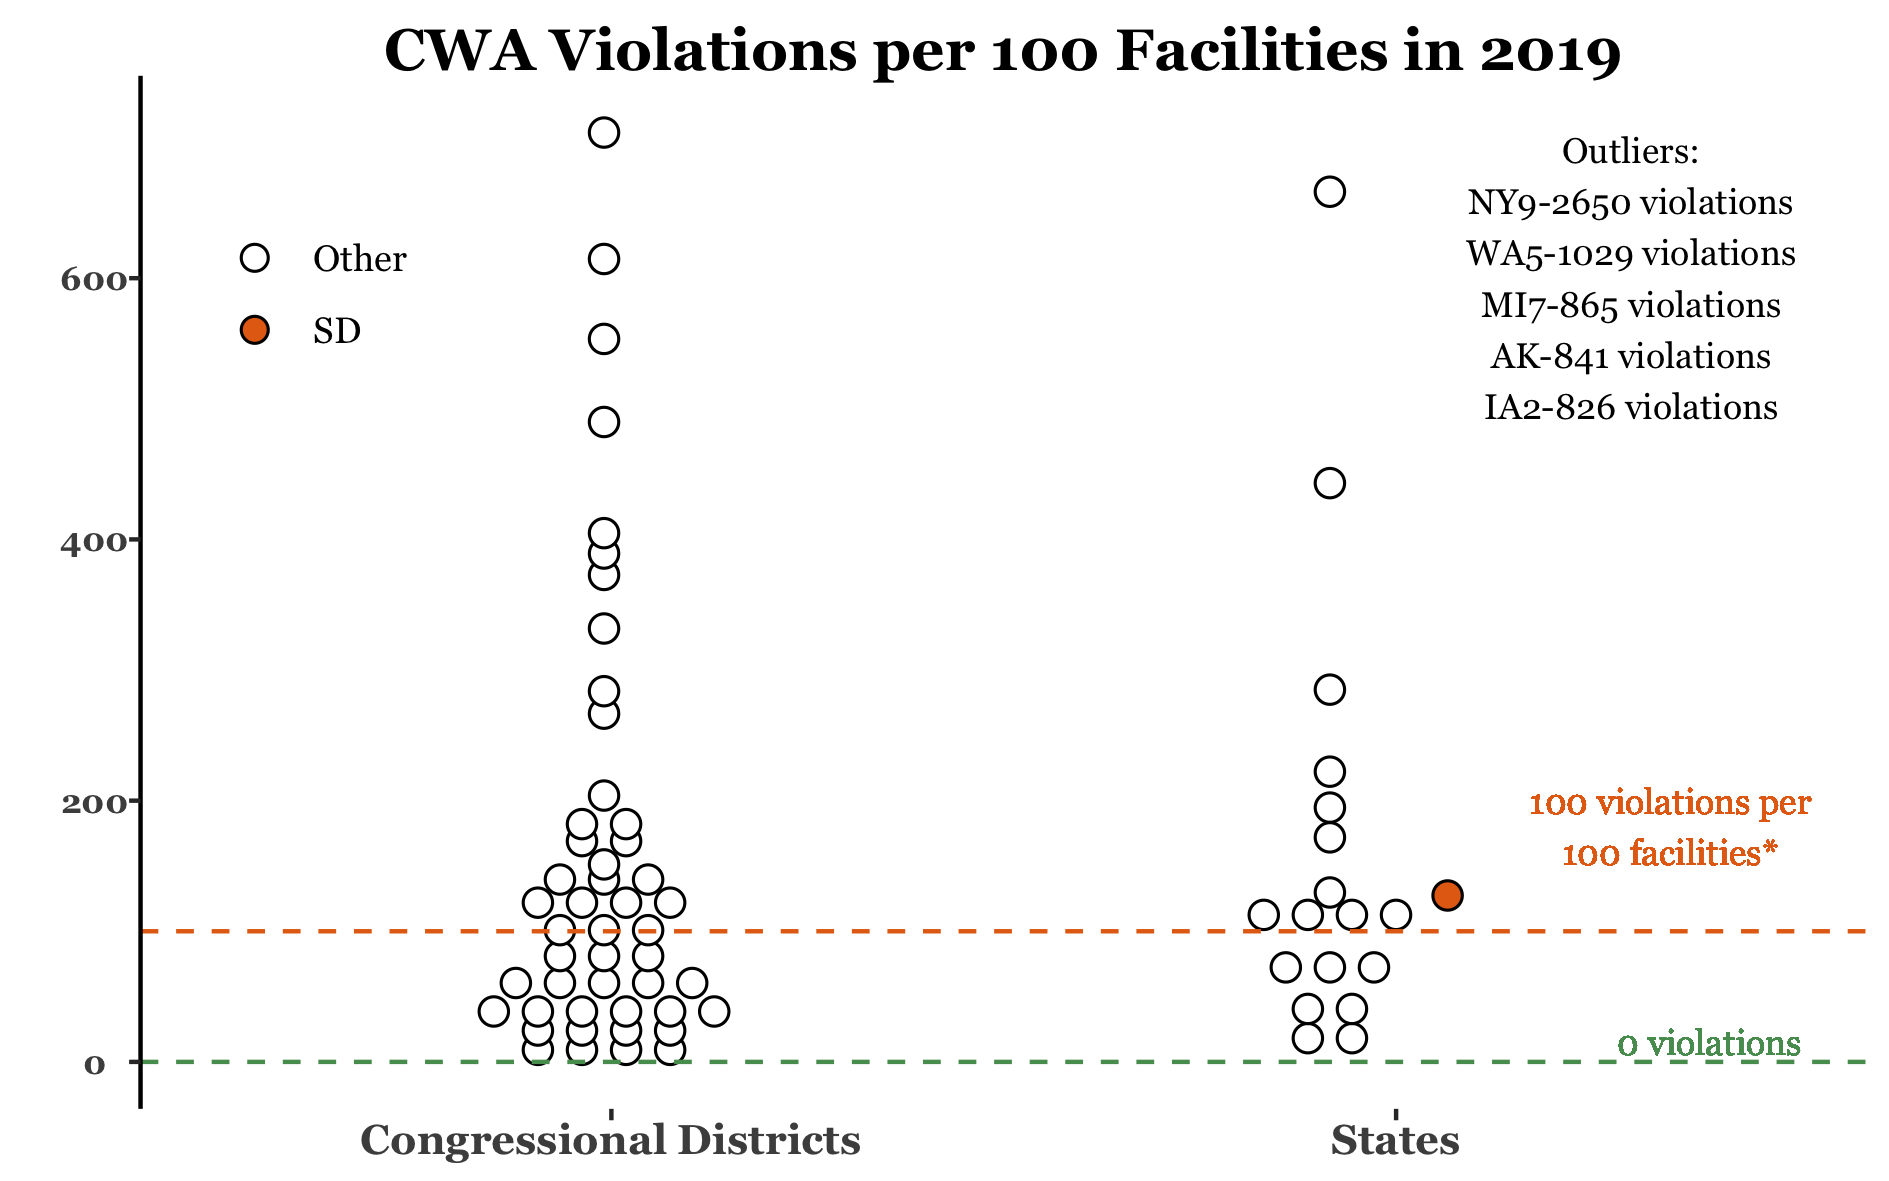 CWA Violations per 100 Facilities in 2019
Outliers:
NY9-2650 violations
WA5-1029 violations
MI7-865 violations
AK-841 violations
IA2-826 violations
Other
SD
600
400
200
0
100 violations per
100 facilities*
0 violations
Congressional Districts
States